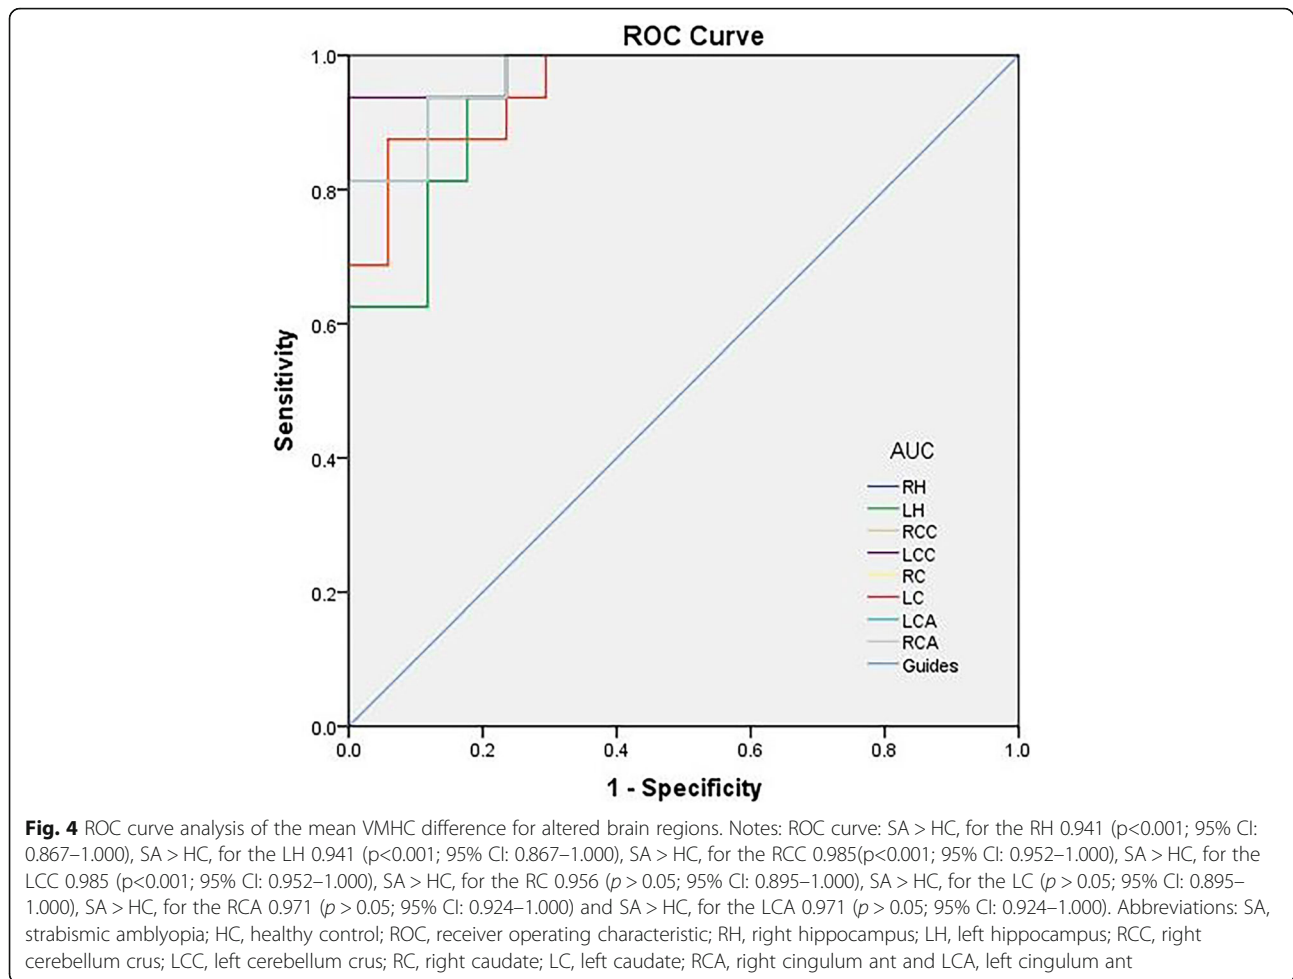 ROC Curve
1.0
0.8
0.6
0.4
0.2
0.0
Sensitivity
AUC
RH
LH
RCC
LCC
RC
LC
LCA
RCA
Guides
0.0 0.2 0.4 0.6 0.8 1.0
1 - Specificity
Fig. 4 ROC curve analysis of the mean VMHC difference for altered brain regions. Notes: ROC curve: SA > HC, for the RH 0.941 (p<0.001; 95% CI:
0.867–1.000), SA > HC, for the LH 0.941 (p<0.001; 95% CI: 0.867–1.000), SA > HC, for the RCC 0.985(p<0.001; 95% CI: 0.952–1.000), SA > HC, for the
LCC 0.985 (p<0.001; 95% CI: 0.952–1.000), SA > HC, for the RC 0.956 (p > 0.05; 95% CI: 0.895–1.000), SA > HC, for the LC (p > 0.05; 95% CI: 0.895–
1.000), SA > HC, for the RCA 0.971 (p > 0.05; 95% CI: 0.924–1.000) and SA > HC, for the LCA 0.971 (p > 0.05; 95% CI: 0.924–1.000). Abbreviations: SA,
strabismic amblyopia; HC, healthy control; ROC, receiver operating characteristic; RH, right hippocampus; LH, left hippocampus; RCC, right
cerebellum crus; LCC, left cerebellum crus; RC, right caudate; LC, left caudate; RCA, right cingulum ant and LCA, left cingulum ant